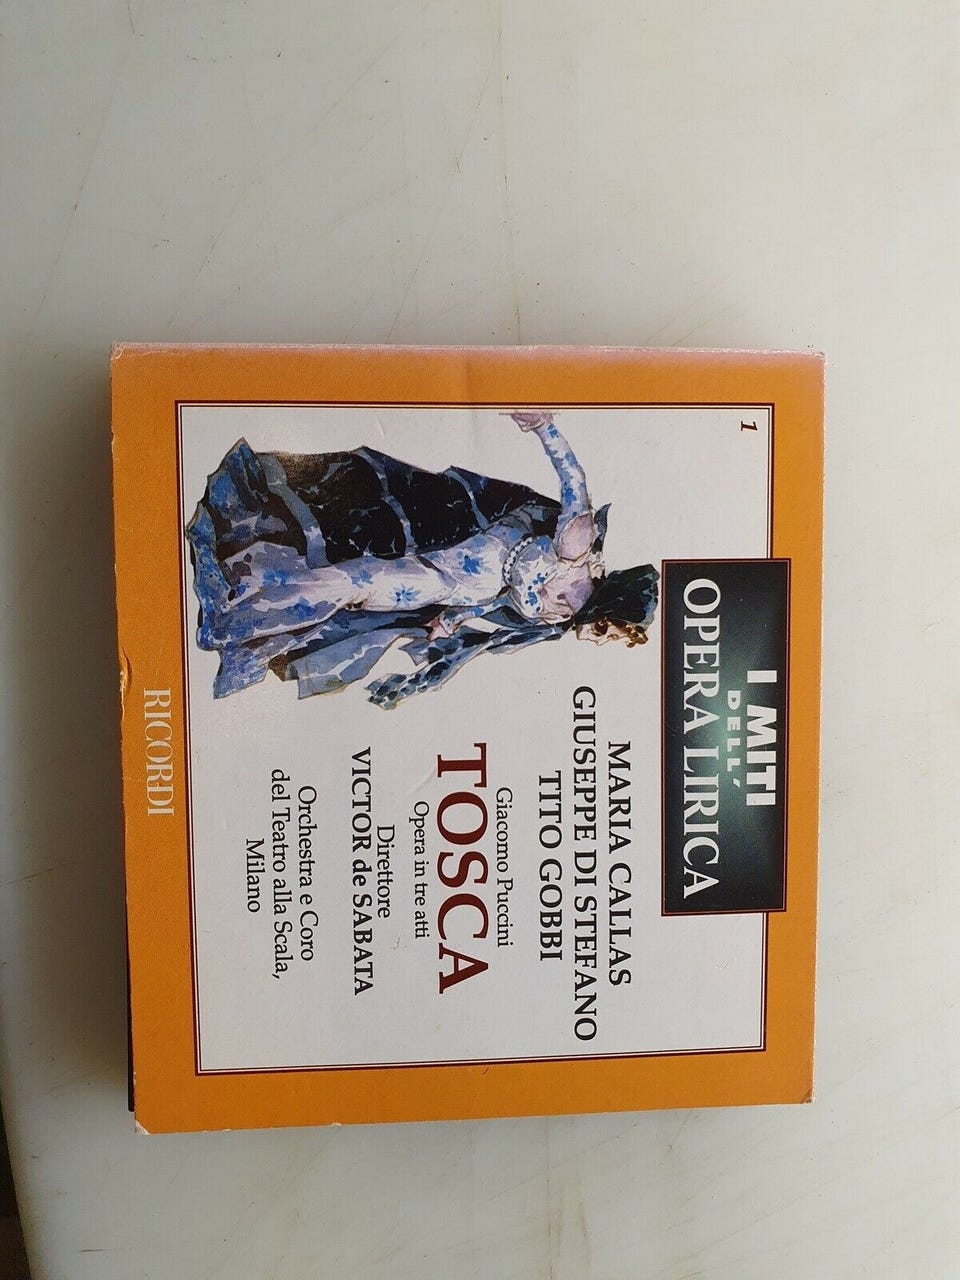 1
I MITI
DELL'
OPERA LIRICA
MARIA CALLAS
GIUSEPPE DI STEFANO
TITO GOBBI
Giacomo Puccini
TOSCA
Opera in tre atti
Direttore
VICTOR de SABATA
Orchestra e Coro
del Teatro alla Scala,
Milano
RICORDI